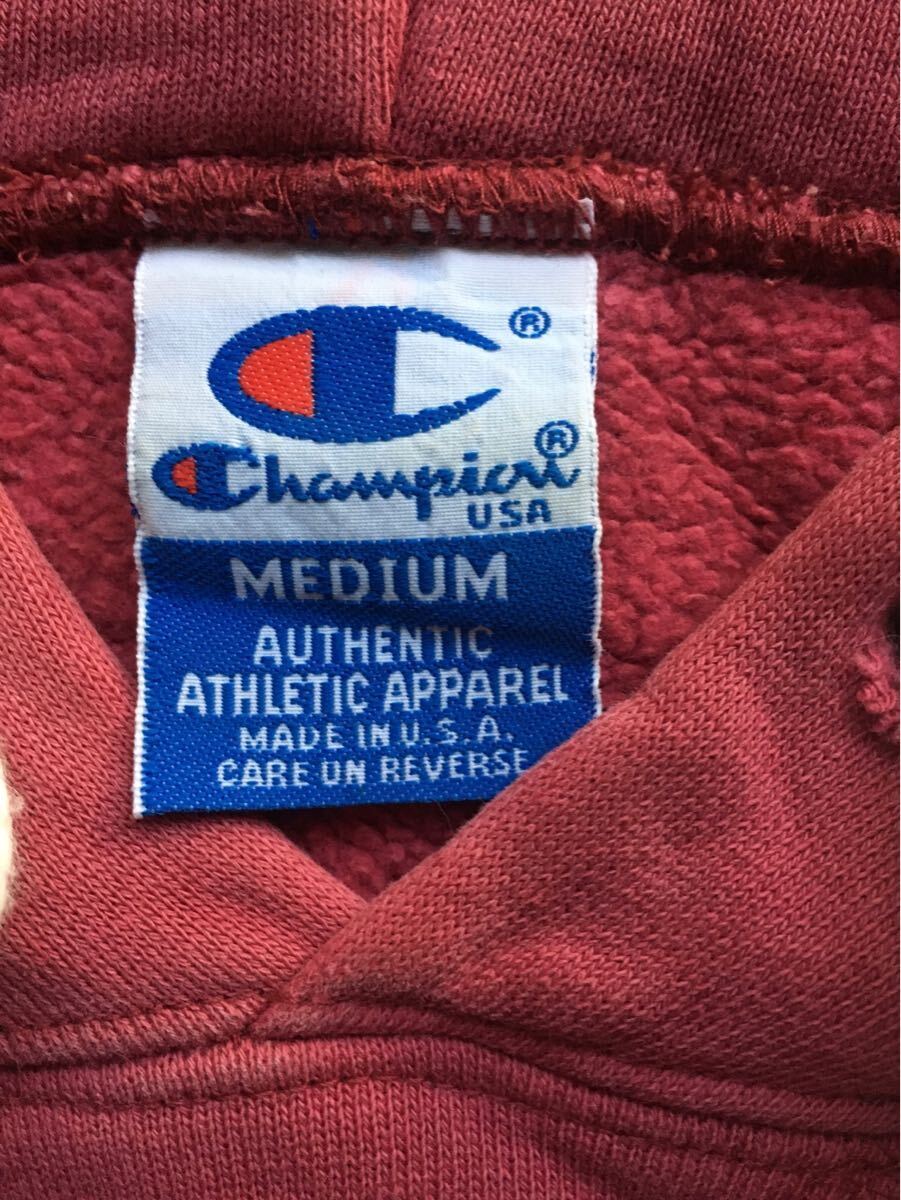 ®
Champion®
USA
MEDIUM
AUTHENTIC
ATHLETIC APPAREL
MADE IN U.S.A.
CARE ON REVERSE